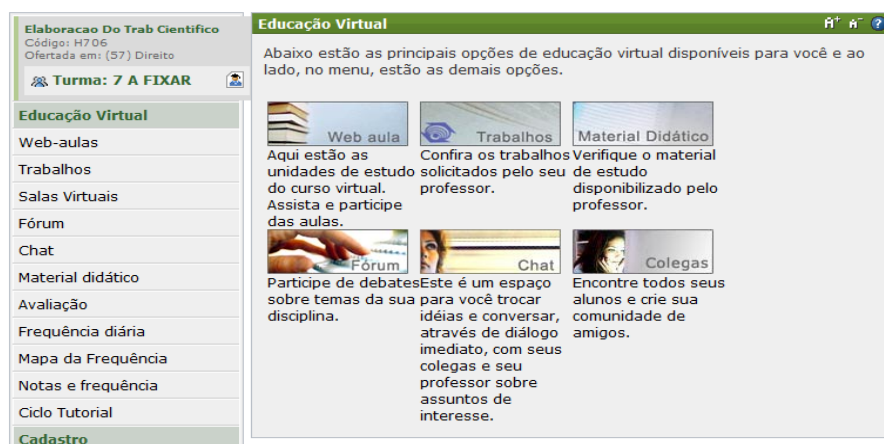 Elaboracao Do Trab Cientifico
Código: H706
Ofertada em: (57) Direito
Turma: 7 A FIXAR
Educação Virtual
Web-aulas
Trabalhos
Salas Virtuais
Fórum
Chat
Material didático
Avaliação
Frequência diária
Mapa da Frequência
Notas e frequência
Ciclo Tutorial
Cadastro
Educação Virtual
A+ A- ?
Abaixo estão as principais opções de educação virtual disponíveis para você e ao
lado, no menu, estão as demais opções.
Web aula
Aqui estão as
unidades de estudo
do curso virtual.
Assista e participe
das aulas.
Trabalhos
Confira os trabalhos
solicitados pelo seu
professor.
Material Didático
Verifique o material
de estudo
disponibilizado pelo
professor.
Fórum
Participe de debates
sobre temas da sua
disciplina.
Chat
Este é um espaço
para você trocar
idéias e conversar,
através de diálogo
imediato, com seus
colegas e seu
professor sobre
assuntos de
interesse.
Colegas
Encontre todos seus
alunos e crie sua
comunidade de
amigos.